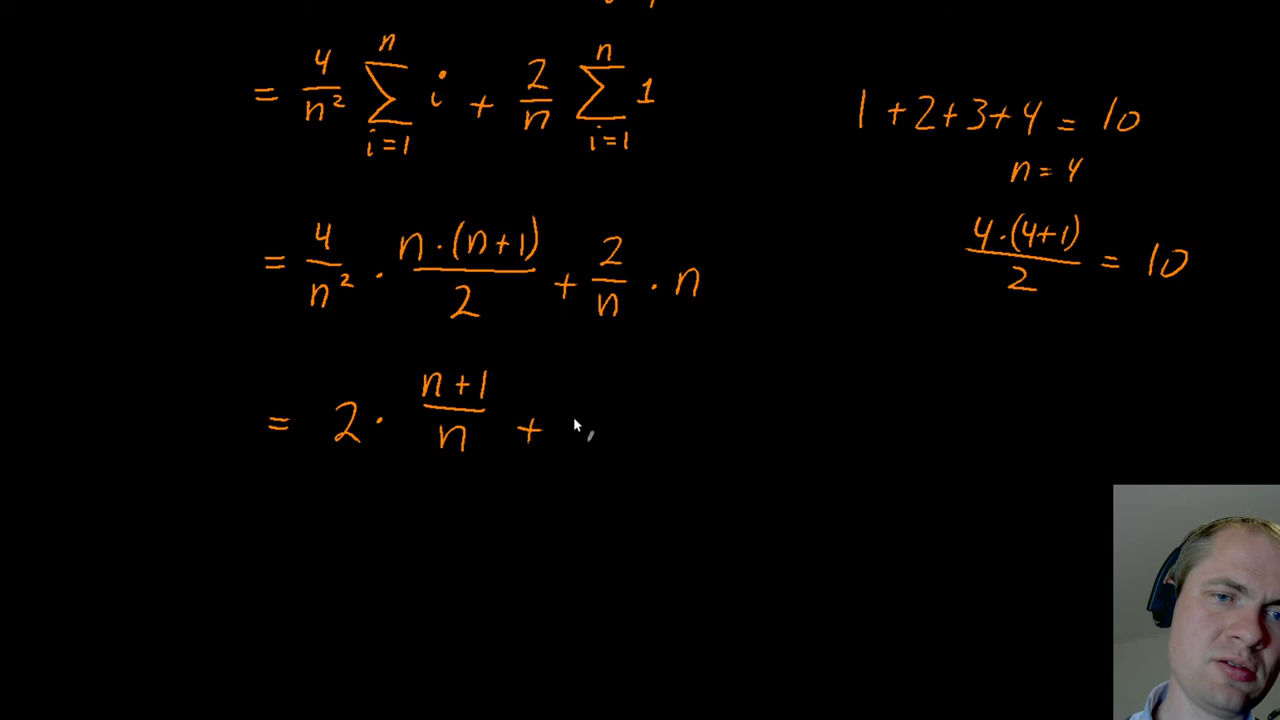 = 4/n² ∑_{i=1}^{n} i + 2/n ∑_{i=1}^{n} 1
= 4/n² · n·(n+1)/2 + 2/n · n
= 2 · (n+1)/n +
1+2+3+4 = 10
n = 4
4·(4+1)/2 = 10